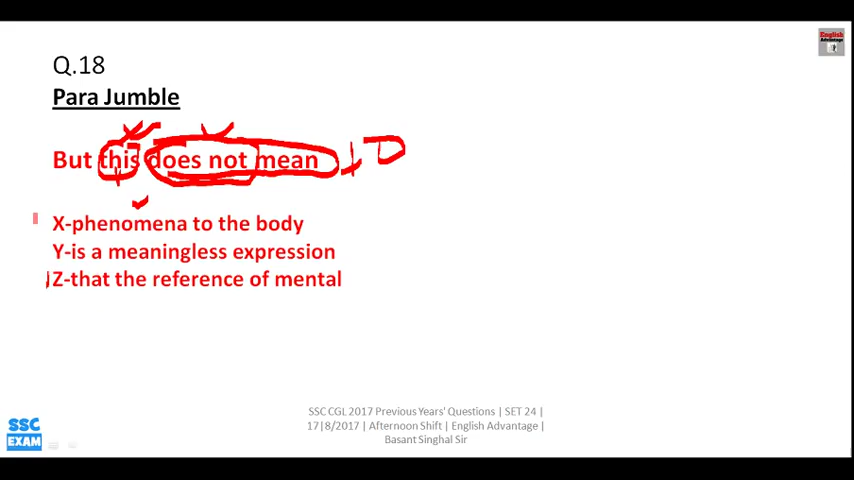 English
Advantage
Q.18
Para Jumble
But this does not mean + D
X-phenomena to the body
Y-is a meaningless expression
Z-that the reference of mental
SSC CGL 2017 Previous Years' Questions | SET 24 |
17|8/2017 | Afternoon Shift | English Advantage |
Basant Singhal Sir
SSC
EXAM